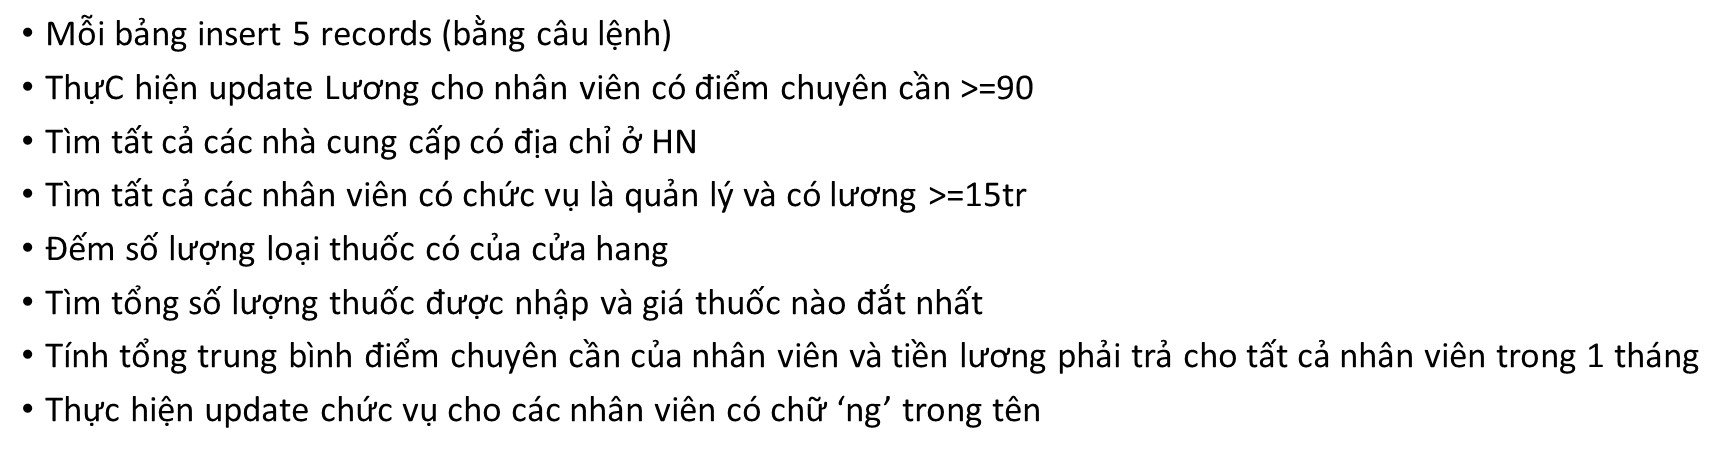 • Mỗi bảng insert 5 records (bằng câu lệnh)
• ThựC hiện update Lương cho nhân viên có điểm chuyên cần >=90
• Tìm tất cả các nhà cung cấp có địa chỉ ở HN
• Tìm tất cả các nhân viên có chức vụ là quản lý và có lương >=15tr
• Đếm số lượng loại thuốc có của cửa hang
• Tìm tổng số lượng thuốc được nhập và giá thuốc nào đắt nhất
• Tính tổng trung bình điểm chuyên cần của nhân viên và tiền lương phải trả cho tất cả nhân viên trong 1 tháng
• Thực hiện update chức vụ cho các nhân viên có chữ ‘ng’ trong tên